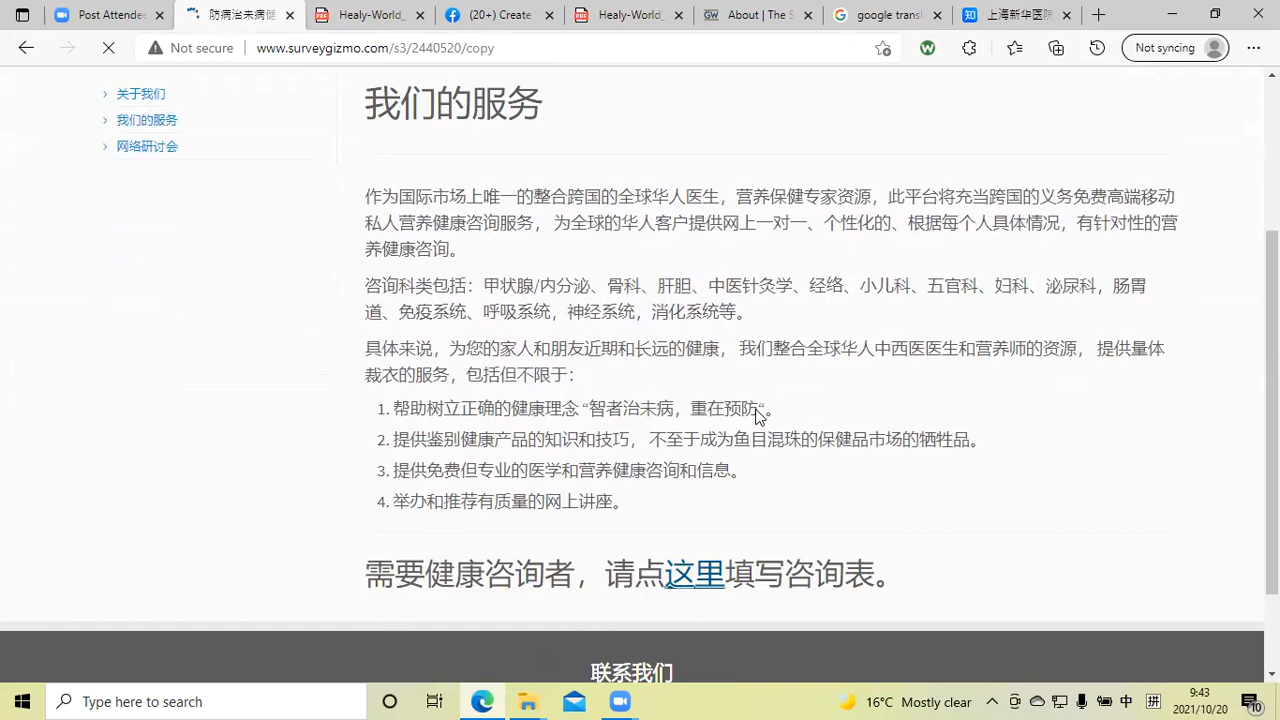 Post Attendee
防病治未病健
Healy-World_
(20+) Create
Healy-World_
About | The S
google transl
上海新华医院
Not secure
www.surveygizmo.com/s3/2440520/copy
Not syncing
关于我们
我们的服务
网络研讨会
我们的服务
作为国际市场上唯一的整合跨国的全球华人医生，营养保健专家资源，此平台将充当跨国的义务免费高端移动
私人营养健康咨询服务， 为全球的华人客户提供网上一对一、个性化的、根据每个人具体情况，有针对性的营
养健康咨询。
咨询科类包括：甲状腺/内分泌、骨科、肝胆、中医针灸学、经络、小儿科、五官科、妇科、泌尿科，肠胃
道、免疫系统、呼吸系统，神经系统，消化系统等。
具体来说，为您的家人和朋友近期和长远的健康， 我们整合全球华人中西医医生和营养师的资源， 提供量体
裁衣的服务，包括但不限于：
1. 帮助树立正确的健康理念 “智者治未病，重在预防“。
2. 提供鉴别健康产品的知识和技巧， 不至于成为鱼目混珠的保健品市场的牺牲品。
3. 提供免费但专业的医学和营养健康咨询和信息。
4. 举办和推荐有质量的网上讲座。
需要健康咨询者，请点这里填写咨询表。
联系我们
Type here to search
16°C Mostly clear
中
拼
9:43
2021/10/20
10